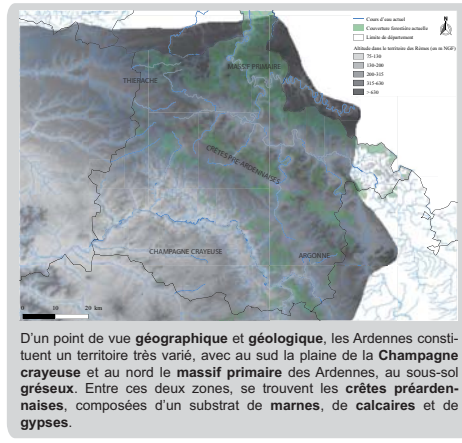 Cours d'eau actuel
Couverture forestière actuelle
Limite de département
Altitude dans le territoire des Rèmes (en m NGF)
75-130
130-200
200-315
315-630
> 630
N
MASSIF PRIMAIRE
THIERACHE
CRÊTES PRÉ ARDENNAISES
CHAMPAGNE CRAYEUSE
ARGONNE
0 10 20 km
D'un point de vue géographique et géologique, les Ardennes consti-
tuent un territoire très varié, avec au sud la plaine de la Champagne
crayeuse et au nord le massif primaire des Ardennes, au sous-sol
gréseux. Entre ces deux zones, se trouvent les crêtes préarden-
naises, composées d'un substrat de marnes, de calcaires et de
gypses.